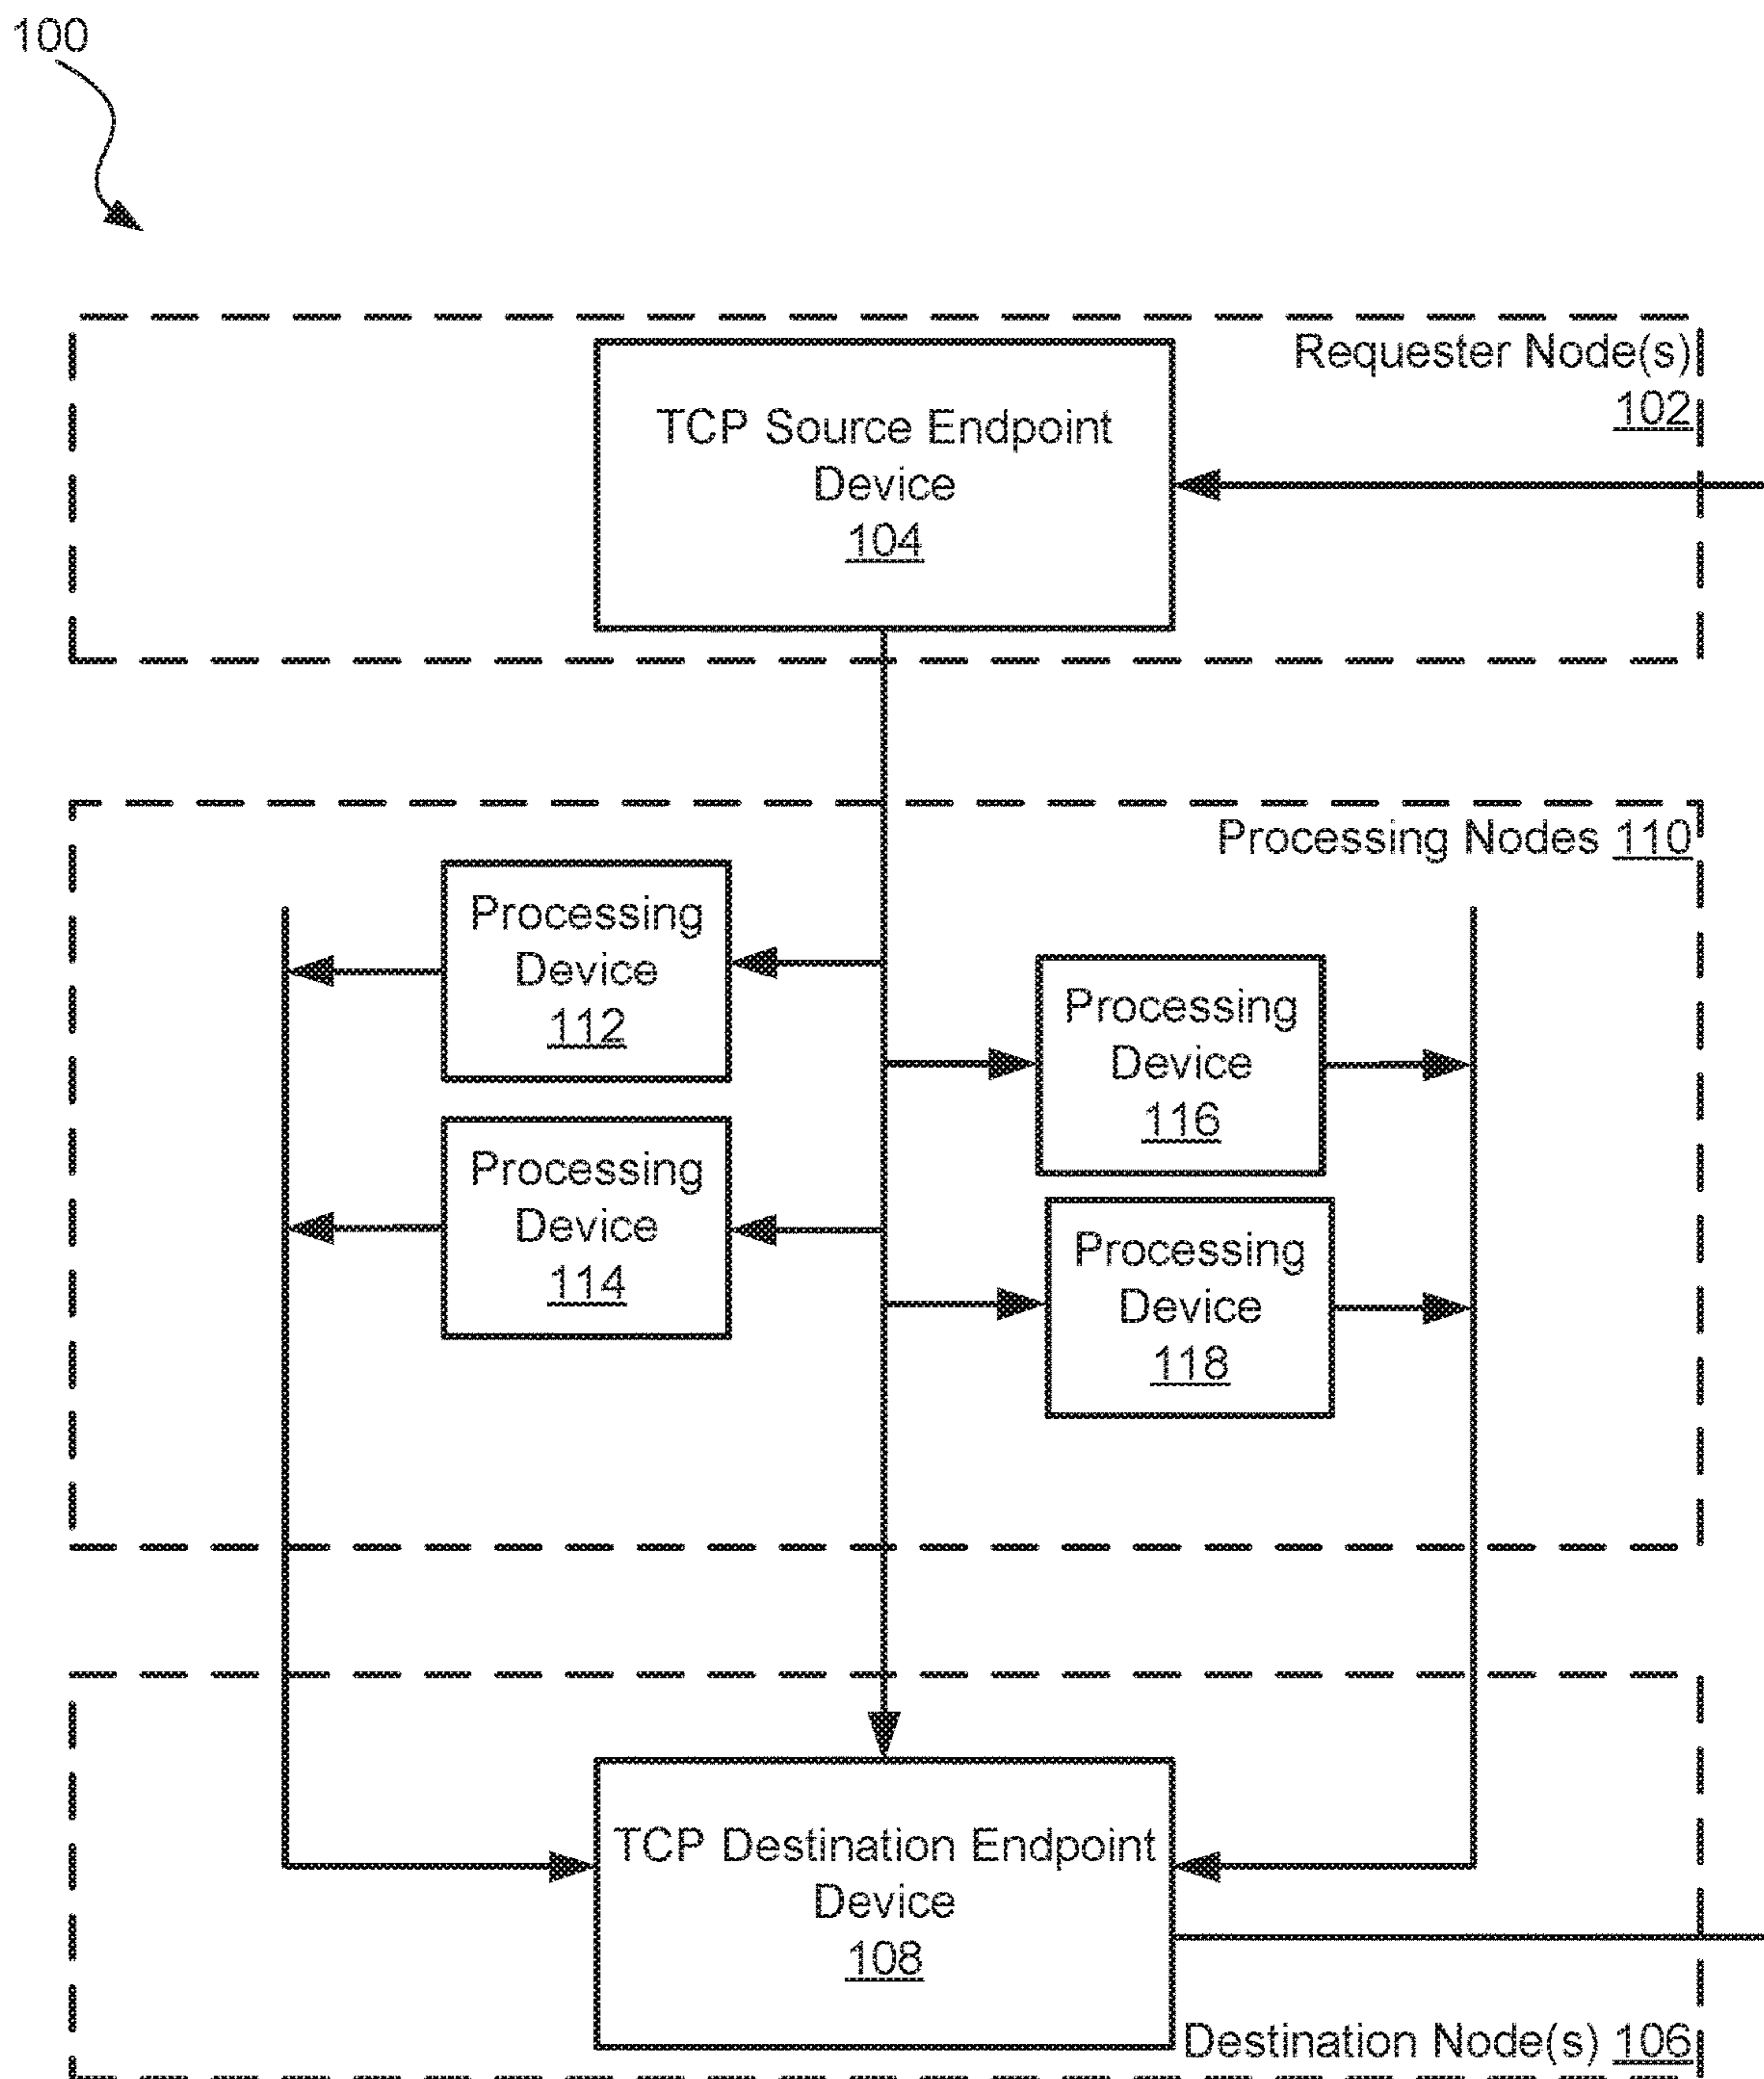 100
Requester Node(s)
102
TCP Source Endpoint
Device
104
Processing Nodes 110
Processing
Device
112
Processing
Device
116
Processing
Device
114
Processing
Device
118
TCP Destination Endpoint
Device
108
Destination Node(s) 106